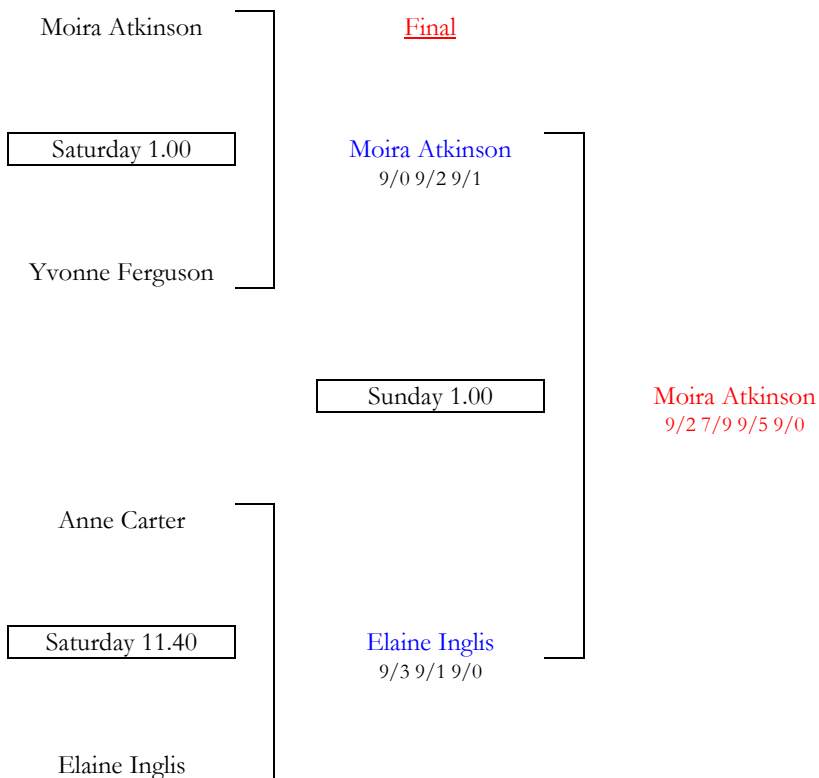 Moira Atkinson
Final
Saturday 1.00
Moira Atkinson
9/0 9/2 9/1
Yvonne Ferguson
Sunday 1.00
Moira Atkinson
9/2 7/9 9/5 9/0
Anne Carter
Saturday 11.40
Elaine Inglis
9/3 9/1 9/0
Elaine Inglis